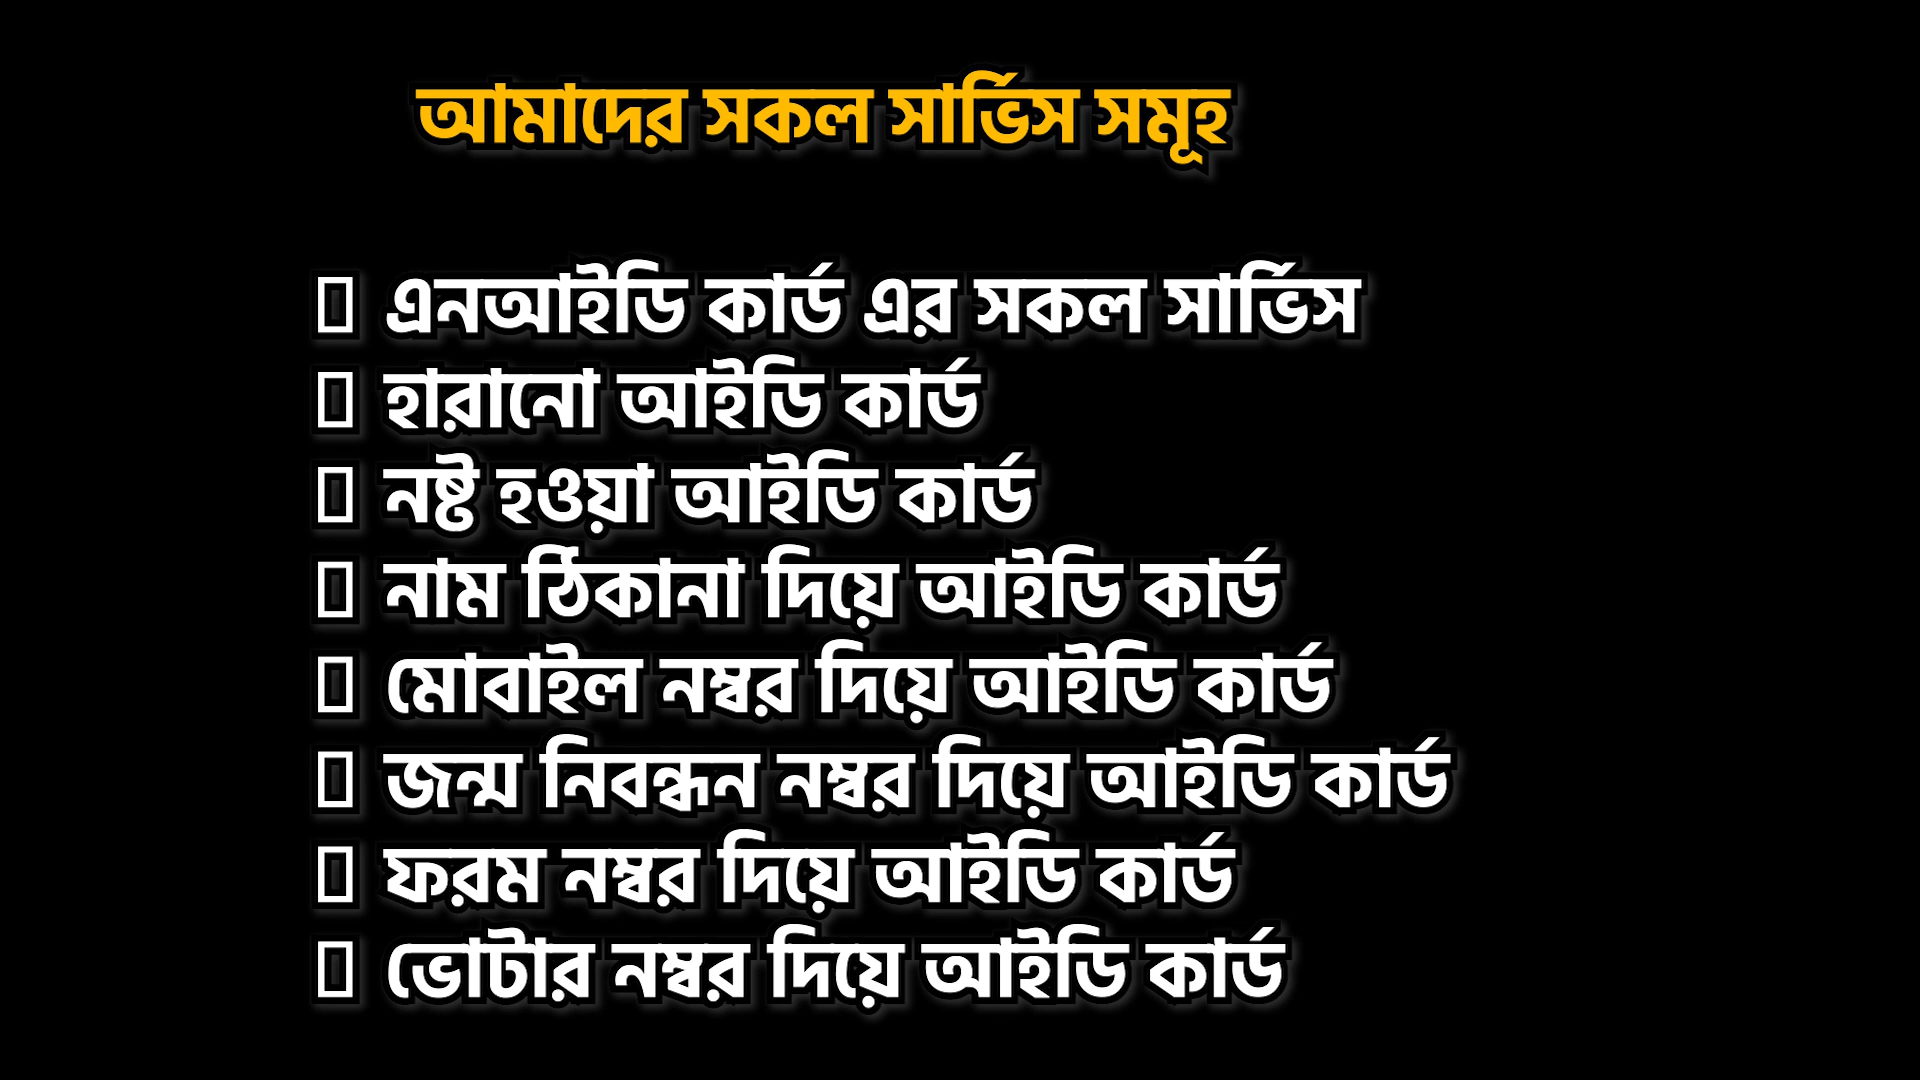 আমাদের সকল সার্ভিস সমূহ
এনআইডি কার্ড এর সকল সার্ভিস
হারানো আইডি কার্ড
নষ্ট হওয়া আইডি কার্ড
নাম ঠিকানা দিয়ে আইডি কার্ড
মোবাইল নম্বর দিয়ে আইডি কার্ড
জন্ম নিবন্ধন নম্বর দিয়ে আইডি কার্ড
ফরম নম্বর দিয়ে আইডি কার্ড
ভোটার নম্বর দিয়ে আইডি কার্ড